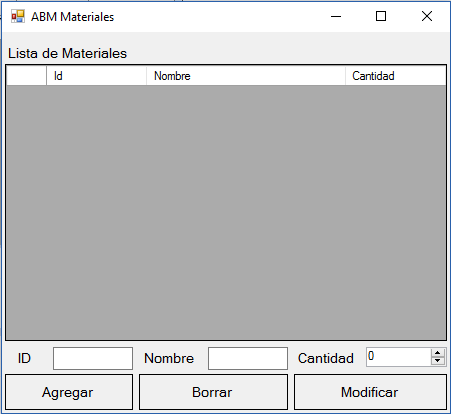 ABM Materiales
Lista de Materiales
Id Nombre Cantidad
ID Nombre Cantidad 0
Agregar Borrar Modificar